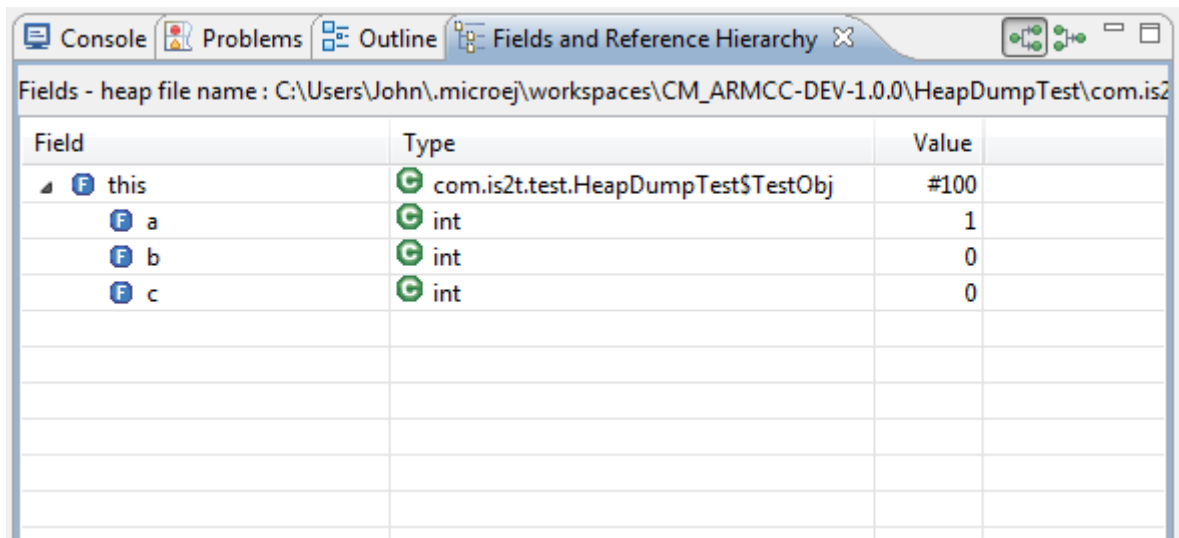 Console Problems Outline Fields and Reference Hierarchy
Fields - heap file name : C:\Users\John\.microej\workspaces\CM_ARMCC-DEV-1.0.0\HeapDumpTest\com.is2
Field Type Value
this com.is2t.test.HeapDumpTest$TestObj #100
a int 1
b int 0
c int 0